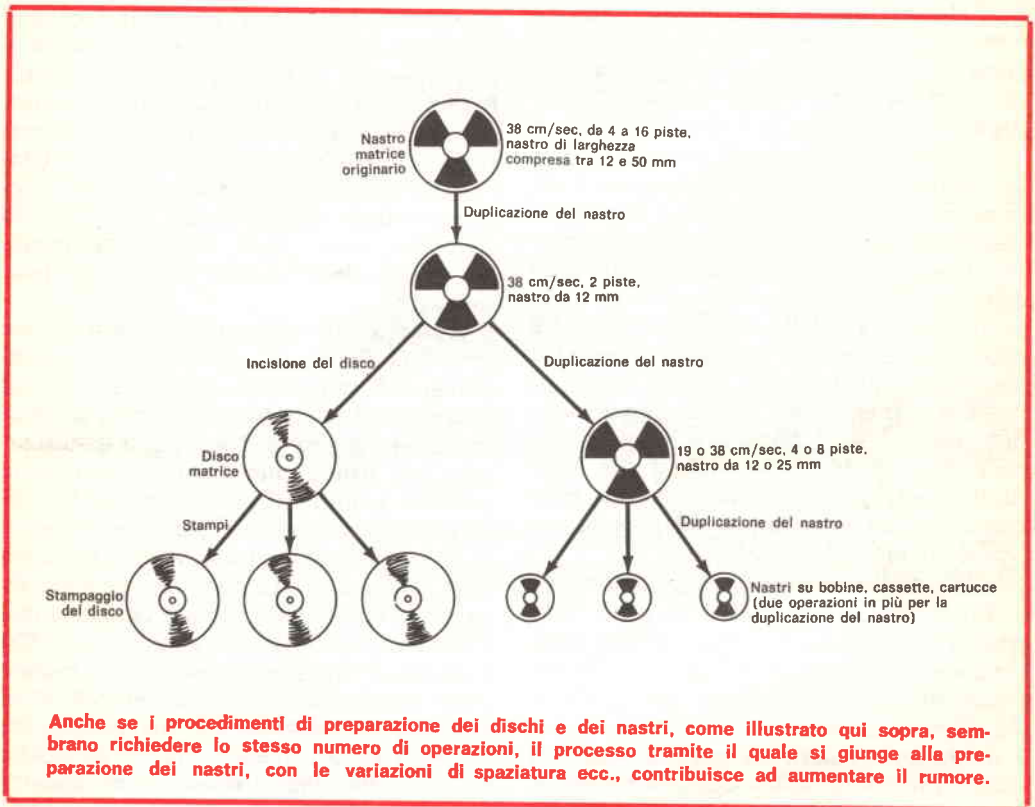 Nastro
matrice
originario
38 cm/sec, da 4 a 16 piste,
nastro di larghezza
compresa tra 12 e 50 mm
Duplicazione del nastro
38 cm/sec, 2 piste,
nastro da 12 mm
Incisione del disco
Duplicazione del nastro
Disco
matrice
19 o 38 cm/sec, 4 o 8 piste,
nastro da 12 o 25 mm
Stampi
Duplicazione del nastro
Stampaggio
del disco
Nastri su bobine, cassette, cartucce
(due operazioni in più per la
duplicazione del nastro)
Anche se i procedimenti di preparazione dei dischi e dei nastri, come illustrato qui sopra, sem-
brano richiedere lo stesso numero di operazioni, il processo tramite il quale si giunge alla pre-
parazione dei nastri, con le variazioni di spaziatura ecc., contribuisce ad aumentare il rumore.